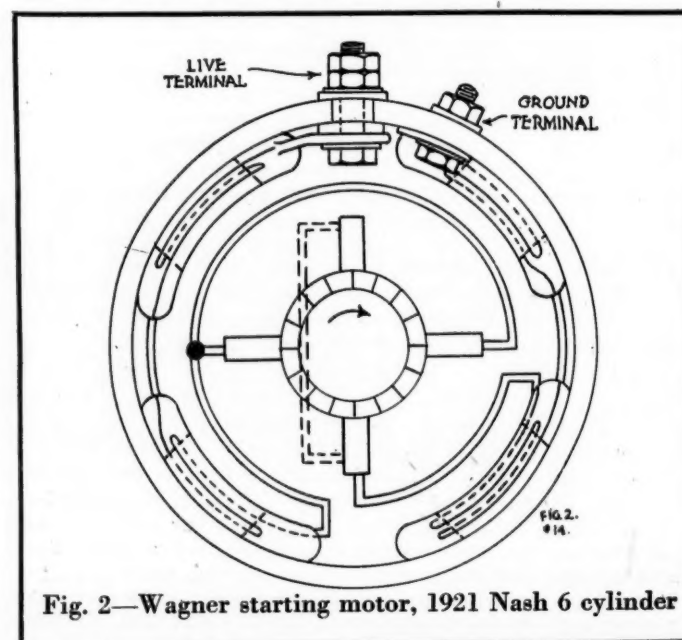 LIVE
TERMINAL
GROUND
TERMINAL
FIG.2.
#14.
Fig. 2—Wagner starting motor, 1921 Nash 6 cylinder